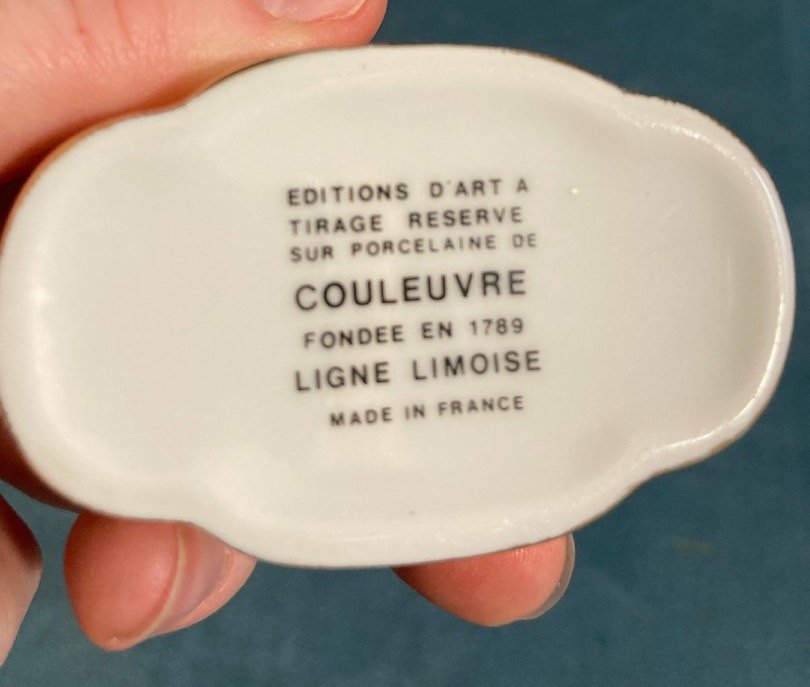 EDITIONS D'ART A
TIRAGE RESERVE
SUR PORCELAINE DE
COULEUVRE
FONDEE EN 1789
LIGNE LIMOISE
MADE IN FRANCE